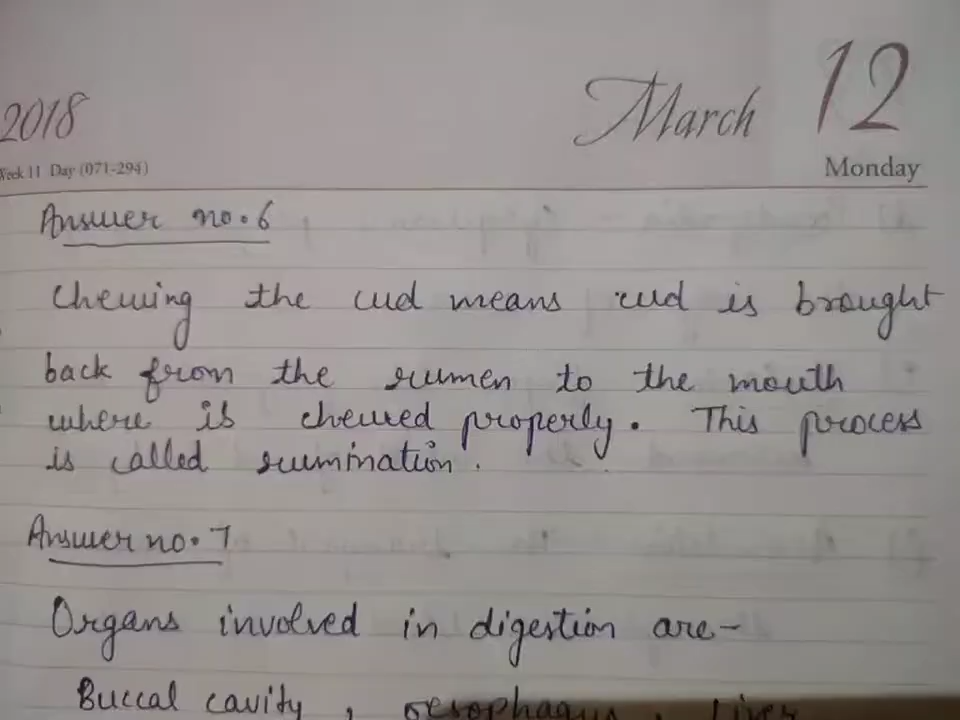 2018
March 12
Week 11 Day (071-294)
Monday
Answer no. 6
Chewing the cud means cud is brought
back from the rumen to the mouth
where is chewed properly. This process
is called rumination.
Answer no. 7
Organs involved in digestion are -
Buccal cavity, oesophagus, liver